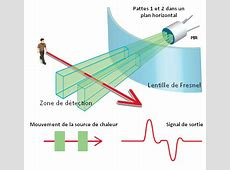 Pattes 1 et 2 dans un
plan horizontal
PIR
Lentille de Fresnel
Zone de détection
Mouvement de la source de chaleur
Signal de sortie